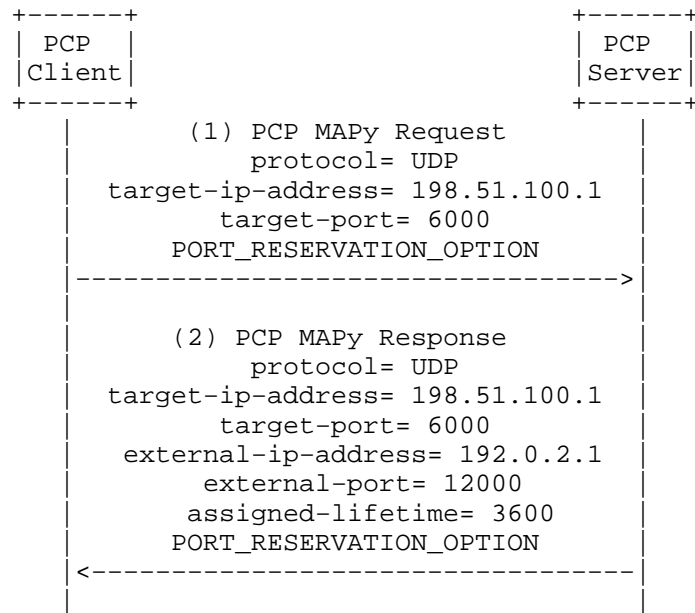 PCP PCP
Client Server
(1) PCP MAPy Request
protocol= UDP
target-ip-address= 198.51.100.1
target-port= 6000
PORT_RESERVATION_OPTION
(2) PCP MAPy Response
protocol= UDP
target-ip-address= 198.51.100.1
target-port= 6000
external-ip-address= 192.0.2.1
external-port= 12000
assigned-lifetime= 3600
PORT_RESERVATION_OPTION